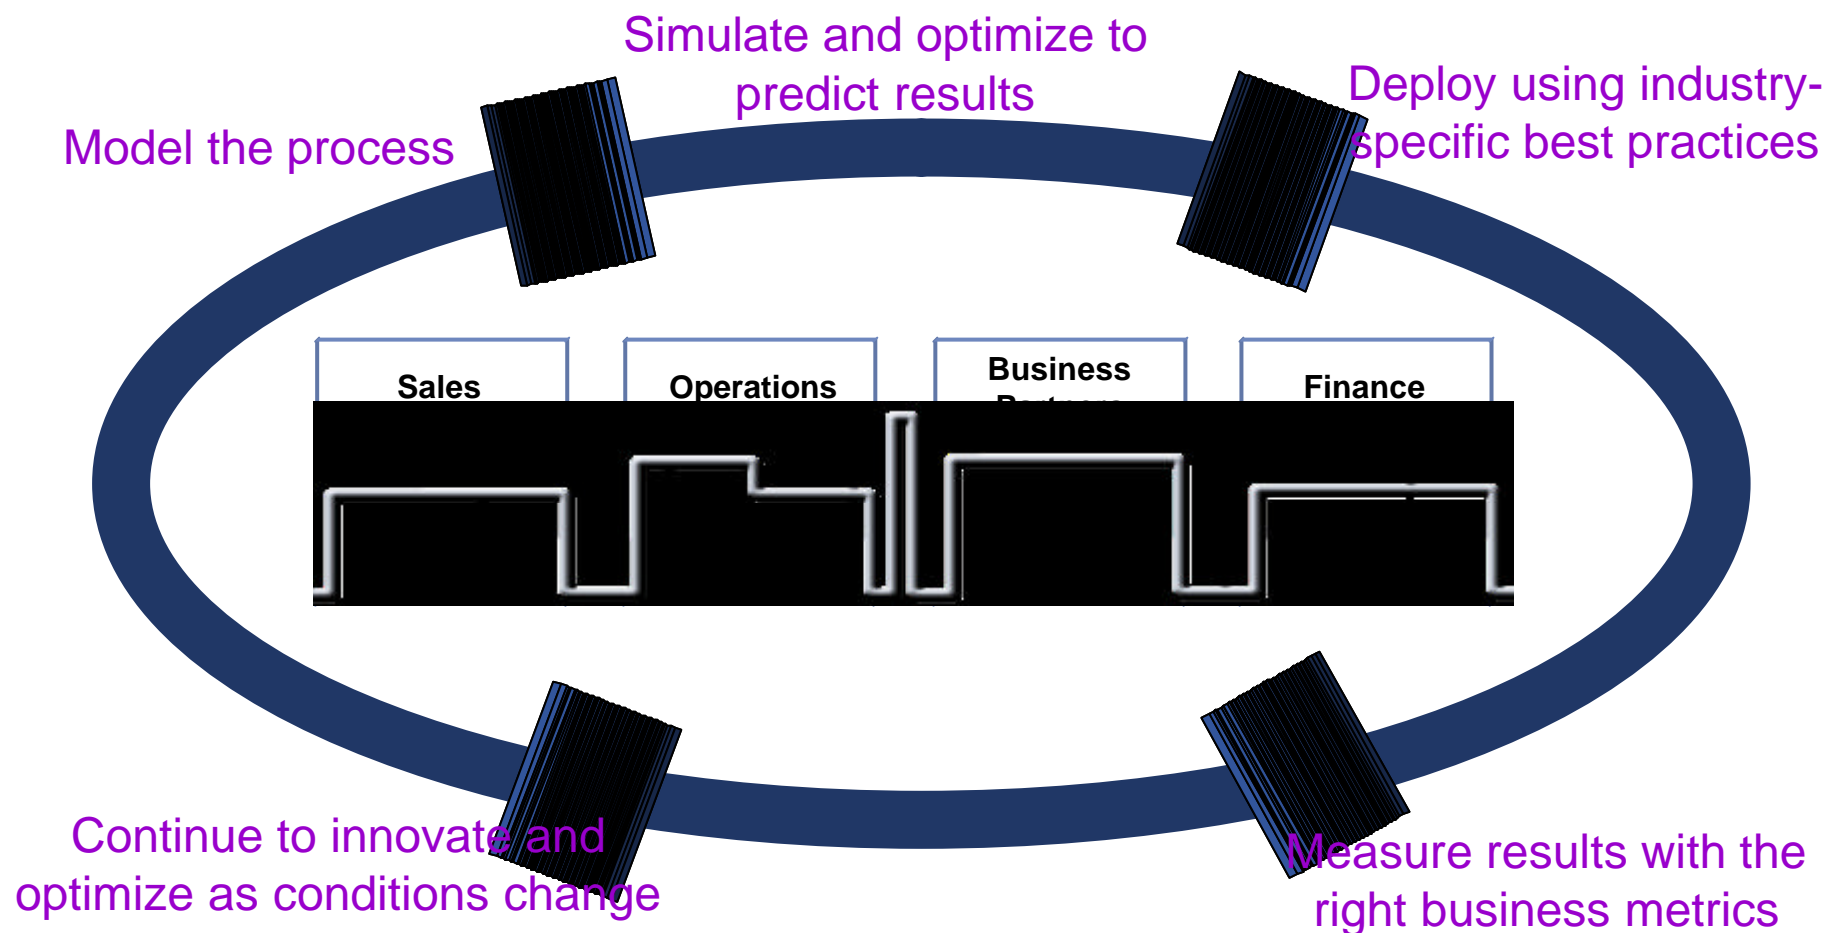 Simulate and optimize to
predict results
Deploy using industry-
specific best practices
Model the process
Sales
Operations
Business
Partners
Finance
Continue to innovate and
optimize as conditions change
Measure results with the
right business metrics